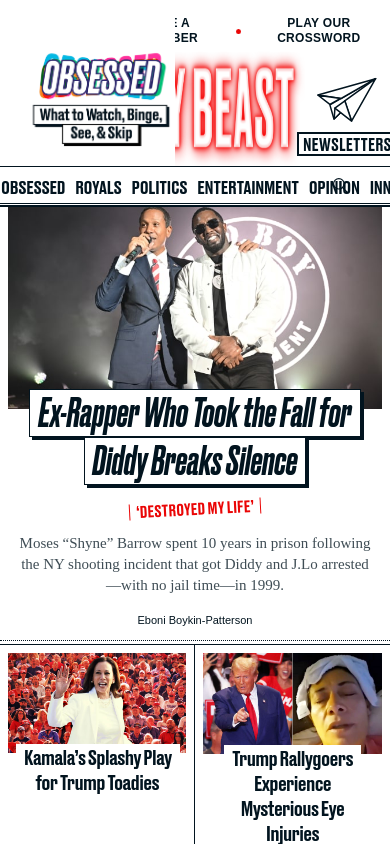 E A
BER
PLAY OUR
CROSSWORD
OBSESSED
What to Watch, Binge,
See, & Skip
Y BEAST
NEWSLETTERS
OBSESSED ROYALS POLITICS ENTERTAINMENT OPINION INN
Ex-Rapper Who Took the Fall for
Diddy Breaks Silence
‘DESTROYED MY LIFE’
Moses “Shyne” Barrow spent 10 years in prison following
the NY shooting incident that got Diddy and J.Lo arrested
—with no jail time—in 1999.
Eboni Boykin-Patterson
Kamala’s Splashy Play
for Trump Toadies
Trump Rallygoers
Experience
Mysterious Eye
Injuries